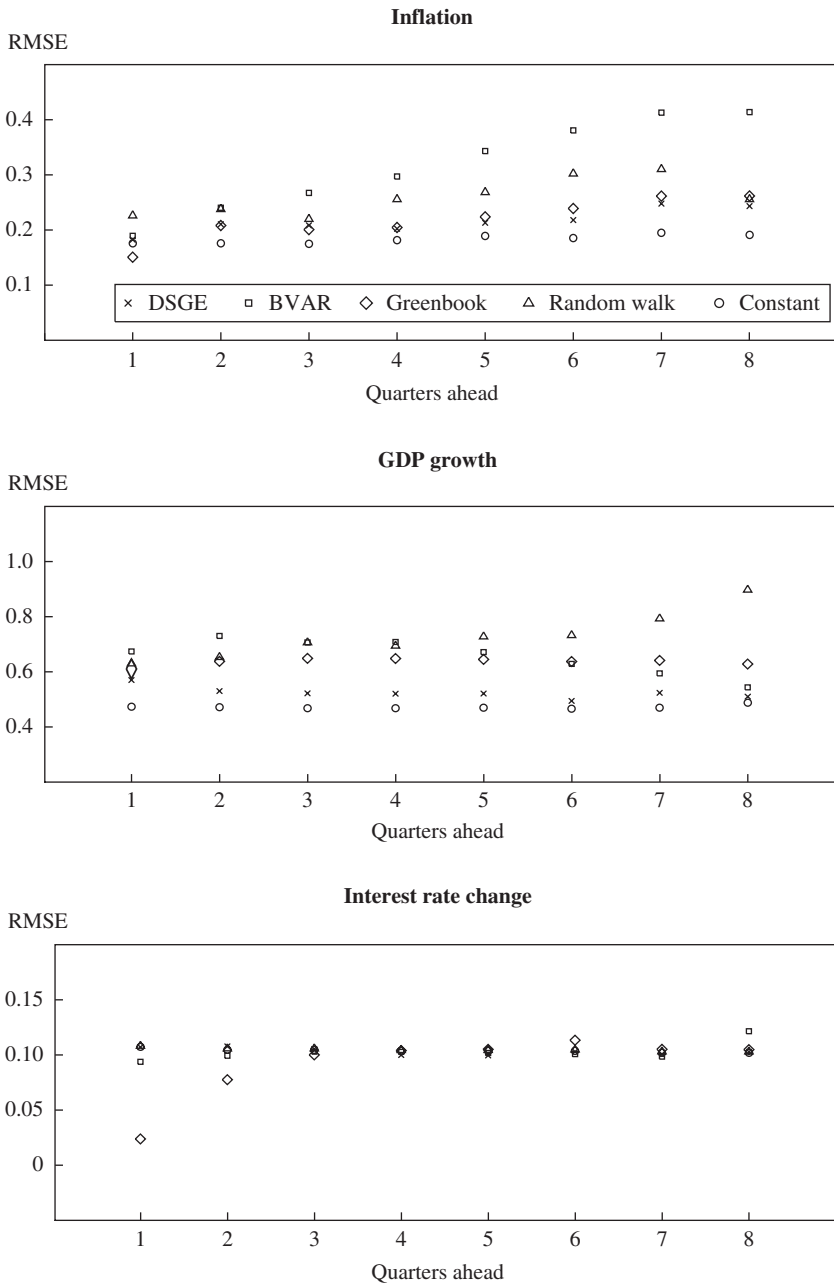 Inflation
RMSE
0.4
0.3
0.2
0.1
DSGE BVAR Greenbook Random walk Constant
1 2 3 4 5 6 7 8
Quarters ahead
GDP growth
RMSE
1.0
0.8
0.6
0.4
1 2 3 4 5 6 7 8
Quarters ahead
Interest rate change
RMSE
0.15
0.10
0.05
0
1 2 3 4 5 6 7 8
Quarters ahead